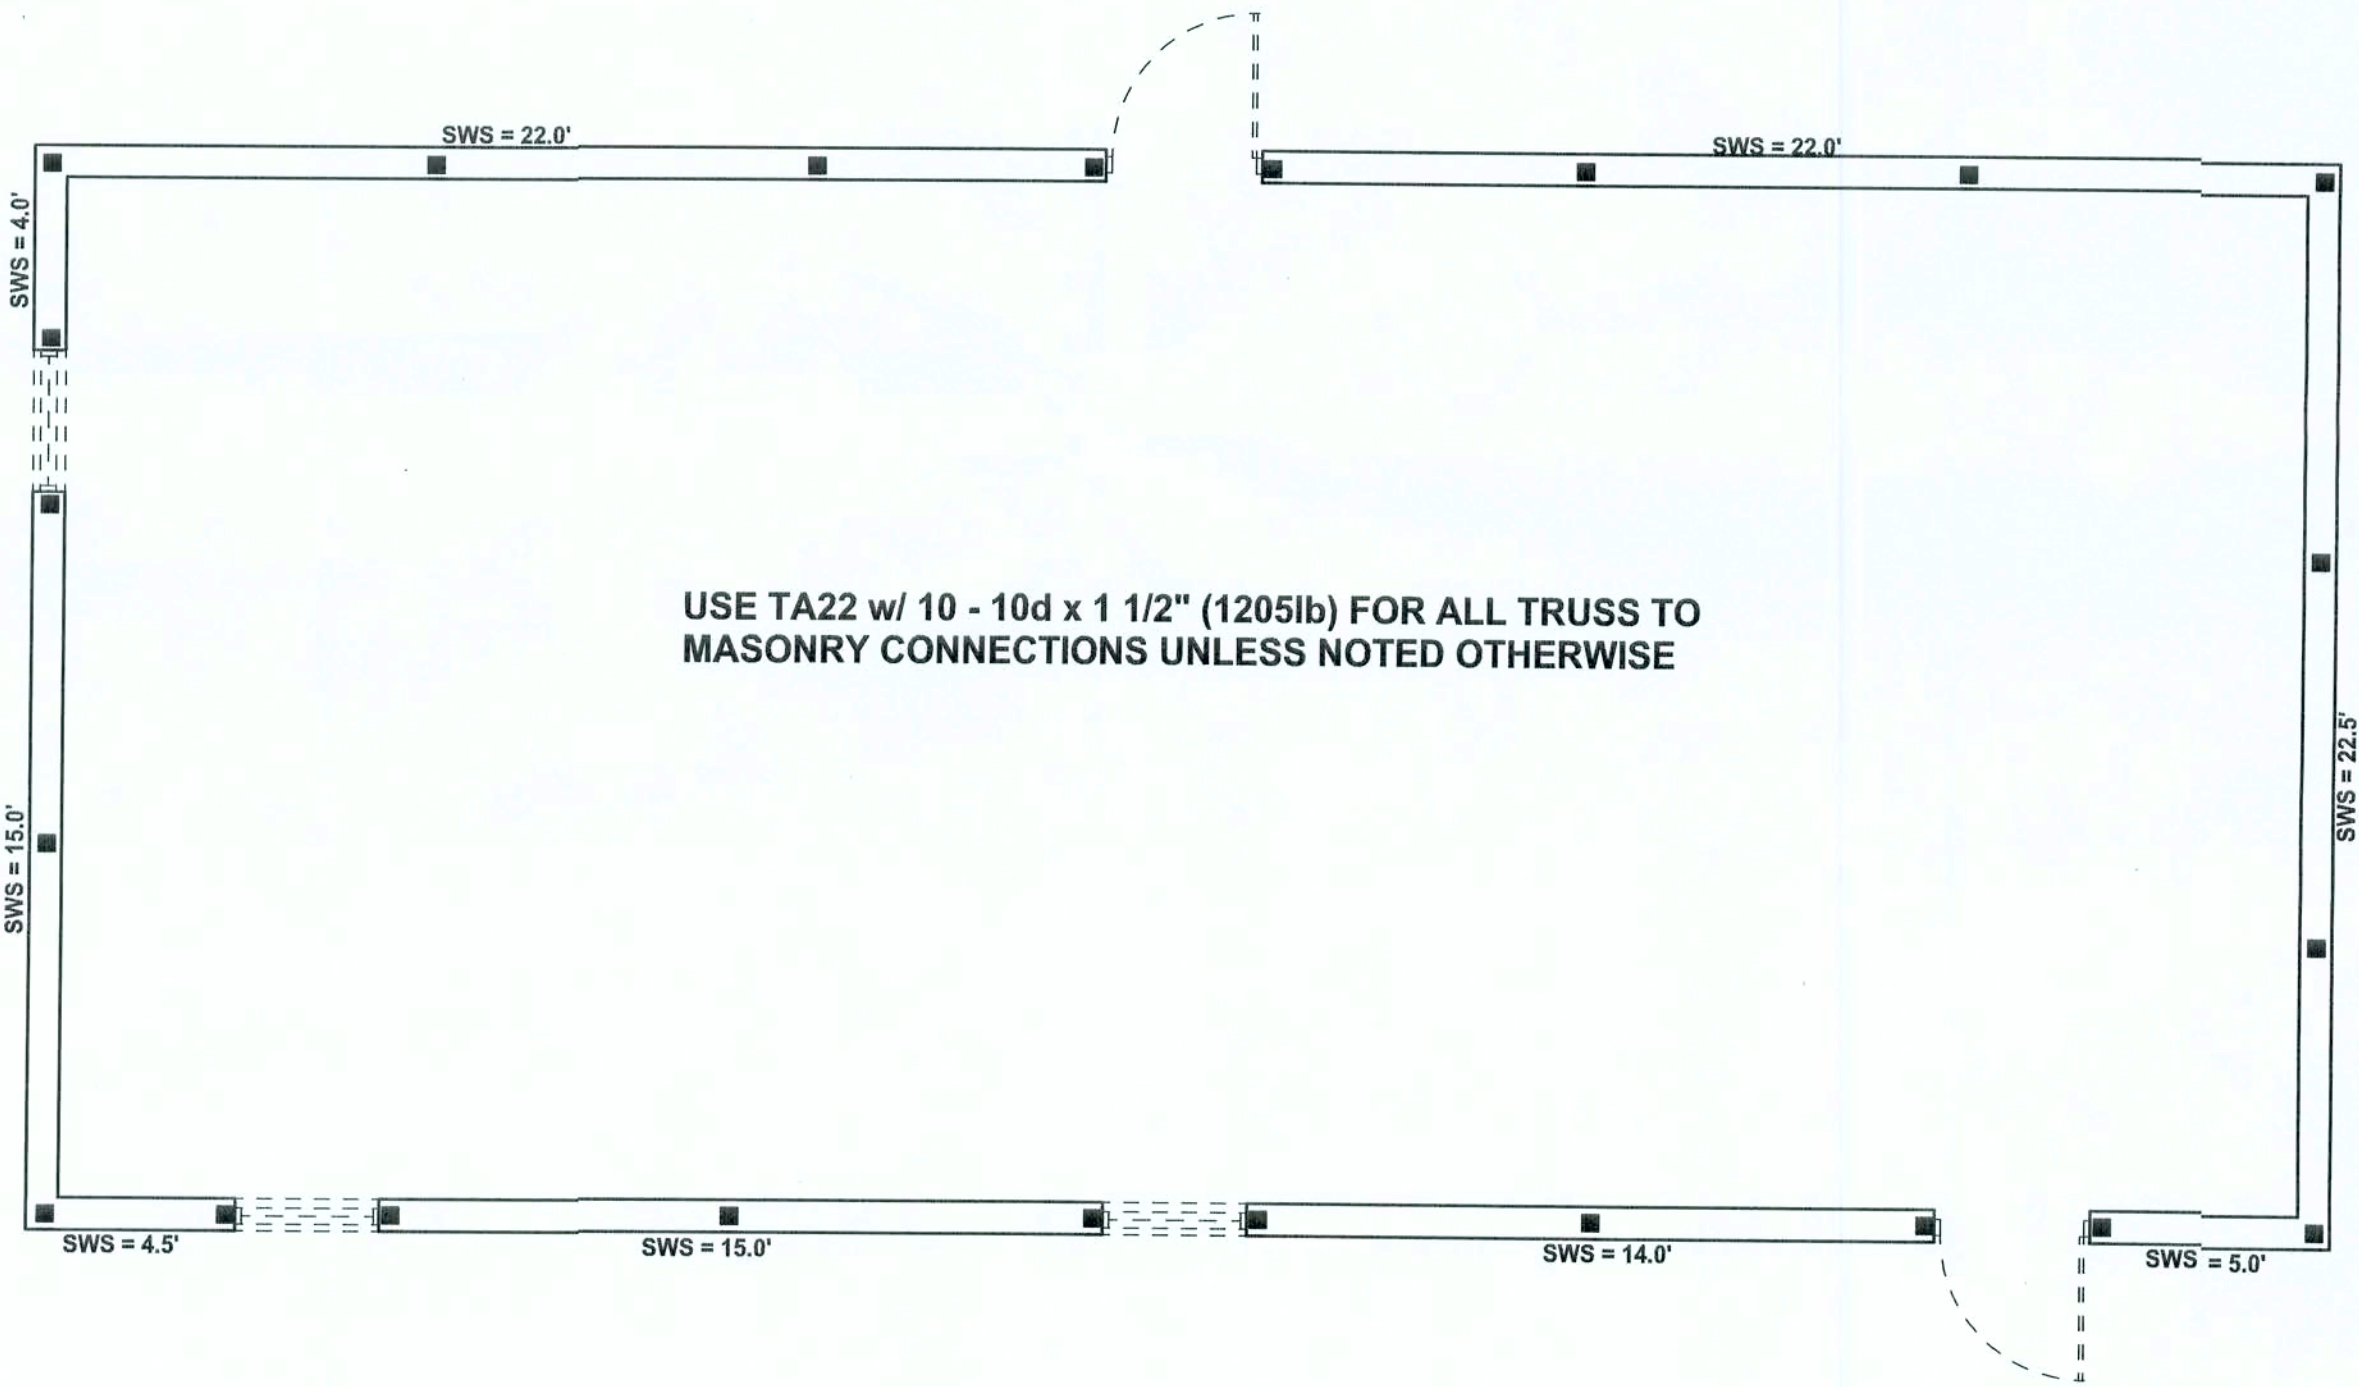 SWS = 22.0'
SWS = 22.0'
SWS = 4.0'
USE TA22 w/ 10 - 10d x 1 1/2" (1205lb) FOR ALL TRUSS TO
MASONRY CONNECTIONS UNLESS NOTED OTHERWISE
SWS = 22.5'
SWS = 15.0'
SWS = 4.5'
SWS = 15.0'
SWS = 14.0'
SWS = 5.0'